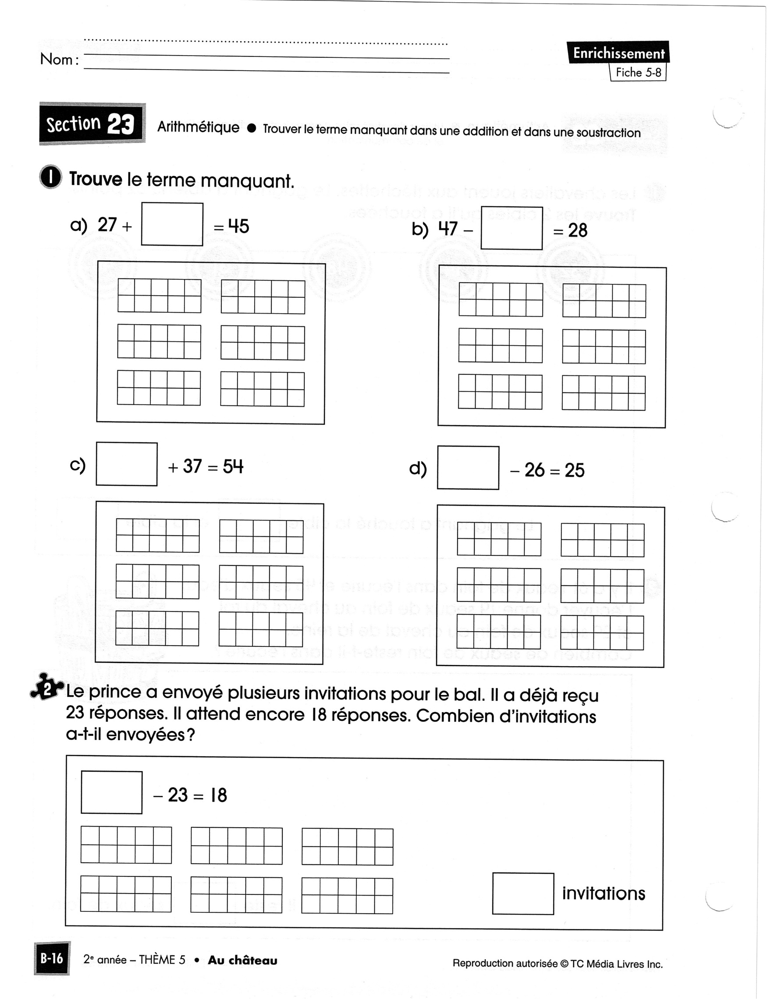 Nom :
Enrichissement
Fiche 5-8
Section 23
Arithmétique ● Trouver le terme manquant dans une addition et dans une soustraction
1 Trouve le terme manquant.
a) 27 + = 45
b) 47 – = 28
c) + 37 = 54
d) – 26 = 25
2 Le prince a envoyé plusieurs invitations pour le bal. Il a déjà reçu
23 réponses. Il attend encore 18 réponses. Combien d'invitations
a-t-il envoyées ?
– 23 = 18
invitations
B-16
2e année – THÈME 5 • Au château
Reproduction autorisée © TC Média Livres Inc.